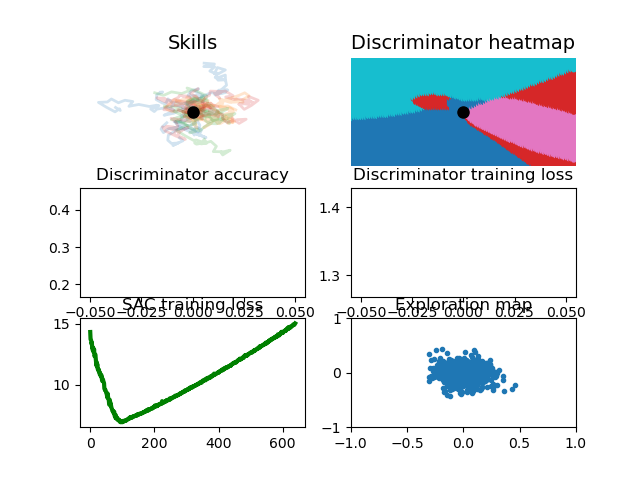 Skills
Discriminator heatmap
Discriminator accuracy
0.4
0.3
0.2
−0.050 −0.025 0.000 0.025 0.050
Discriminator training loss
1.4
1.3
−0.050 −0.025 0.000 0.025 0.050
SAC training loss
15
10
0 200 400 600
Exploration map
1
0
−1
−1.0 −0.5 0.0 0.5 1.0